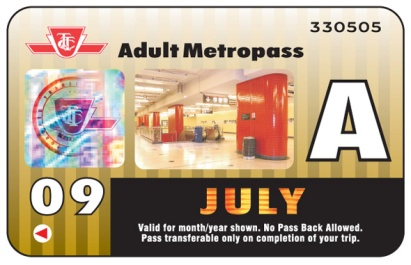 330505
TTC
Adult Metropass
A
09
JULY
Valid for month/year shown. No Pass Back Allowed.
Pass transferable only on completion of your trip.